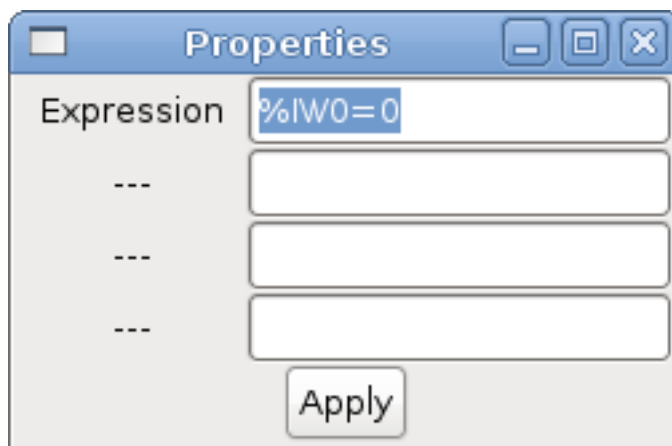 Properties
Expression %IW0=0
---
---
---
Apply